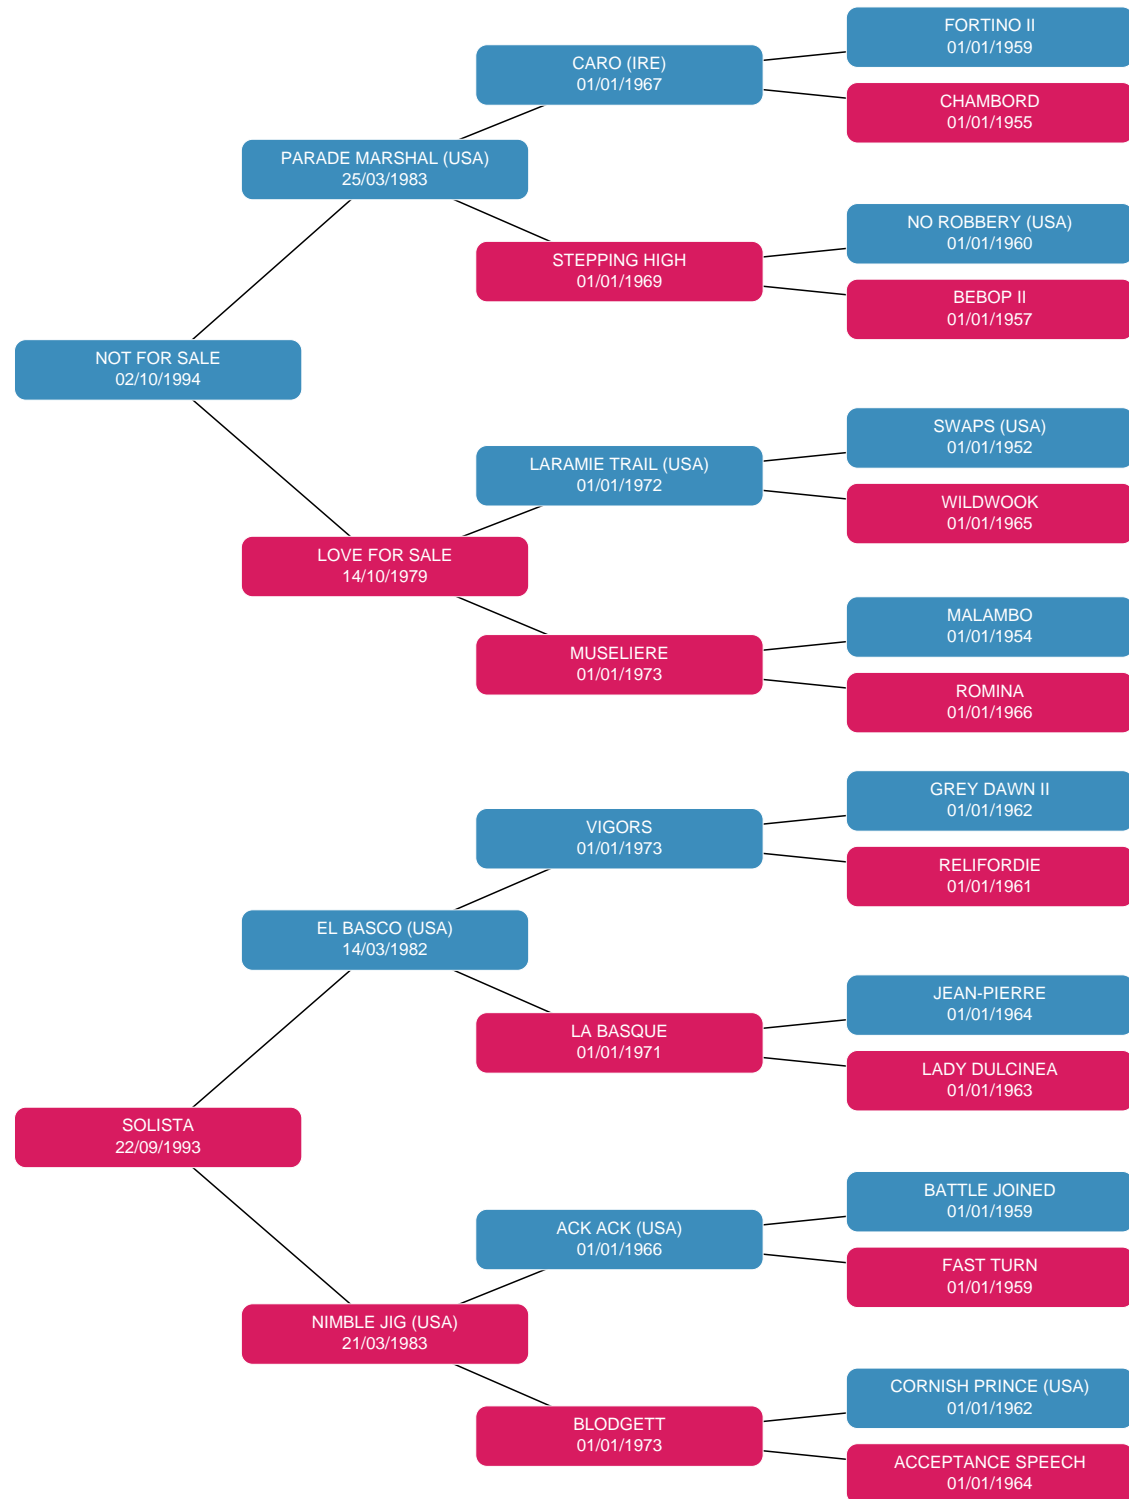 FORTINO II
01/01/1959
CARO (IRE)
01/01/1967
CHAMBORD
01/01/1955
PARADE MARSHAL (USA)
25/03/1983
NO ROBBERY (USA)
01/01/1960
STEPPING HIGH
01/01/1969
BEBOP II
01/01/1957
NOT FOR SALE
02/10/1994
SWAPS (USA)
01/01/1952
LARAMIE TRAIL (USA)
01/01/1972
WILDWOOK
01/01/1965
LOVE FOR SALE
14/10/1979
MALAMBO
01/01/1954
MUSELIERE
01/01/1973
ROMINA
01/01/1966
GREY DAWN II
01/01/1962
VIGORS
01/01/1973
RELIFORDIE
01/01/1961
EL BASCO (USA)
14/03/1982
JEAN-PIERRE
01/01/1964
LA BASQUE
01/01/1971
LADY DULCINEA
01/01/1963
SOLISTA
22/09/1993
BATTLE JOINED
01/01/1959
ACK ACK (USA)
01/01/1966
FAST TURN
01/01/1959
NIMBLE JIG (USA)
21/03/1983
CORNISH PRINCE (USA)
01/01/1962
BLODGETT
01/01/1973
ACCEPTANCE SPEECH
01/01/1964